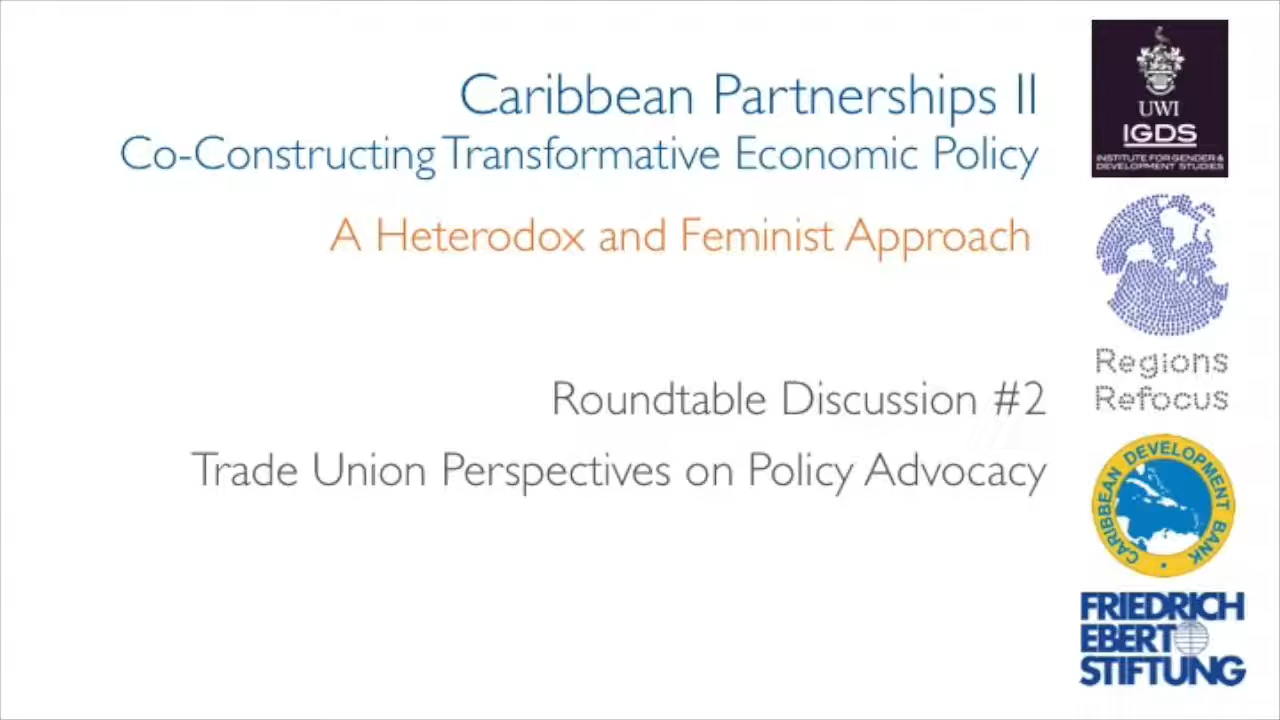 Caribbean Partnerships II
Co-Constructing Transformative Economic Policy
A Heterodox and Feminist Approach
Roundtable Discussion #2
Trade Union Perspectives on Policy Advocacy
UWI
IGDS
INSTITUTE FOR GENDER &
DEVELOPMENT STUDIES
Regions
Refocus
CARIBBEAN DEVELOPMENT BANK
FRIEDRICH
EBERT
STIFTUNG